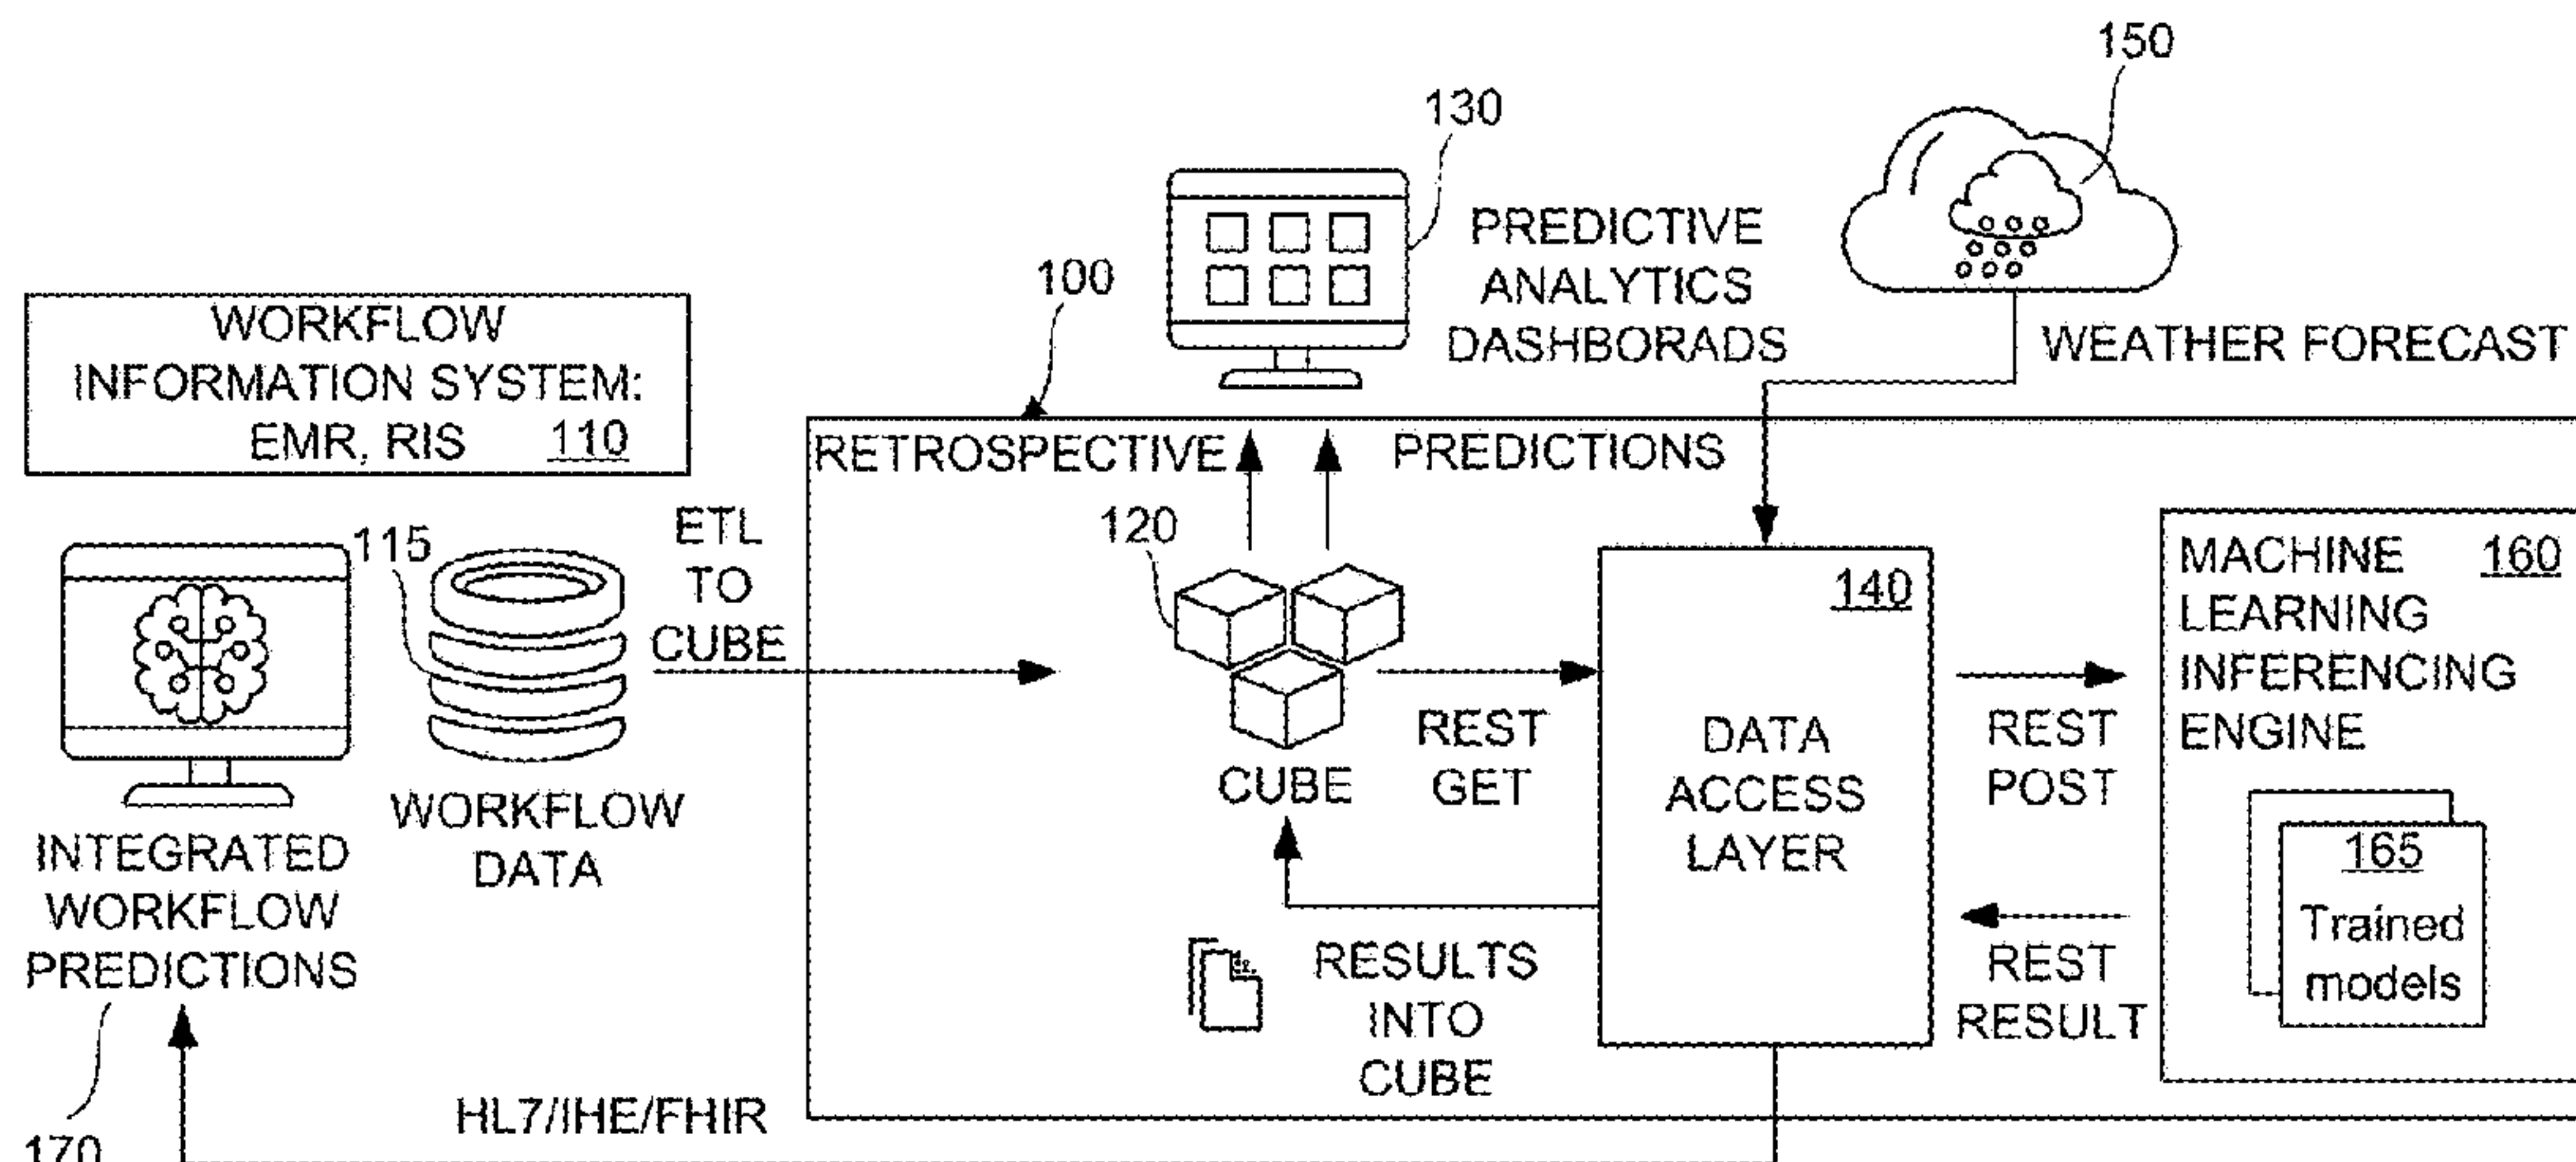 150
130
PREDICTIVE
ANALYTICS
DASHBORADS
100
WEATHER FORECAST
WORKFLOW
INFORMATION SYSTEM:
EMR, RIS 110
RETROSPECTIVE
PREDICTIONS
115
ETL
TO
CUBE
120
140
MACHINE 160
LEARNING
INFERENCING
ENGINE
REST
GET
DATA
ACCESS
LAYER
REST
POST
CUBE
WORKFLOW
DATA
INTEGRATED
WORKFLOW
PREDICTIONS
165
Trained
models
RESULTS
INTO
CUBE
REST
RESULT
HL7/IHE/FHIR
170